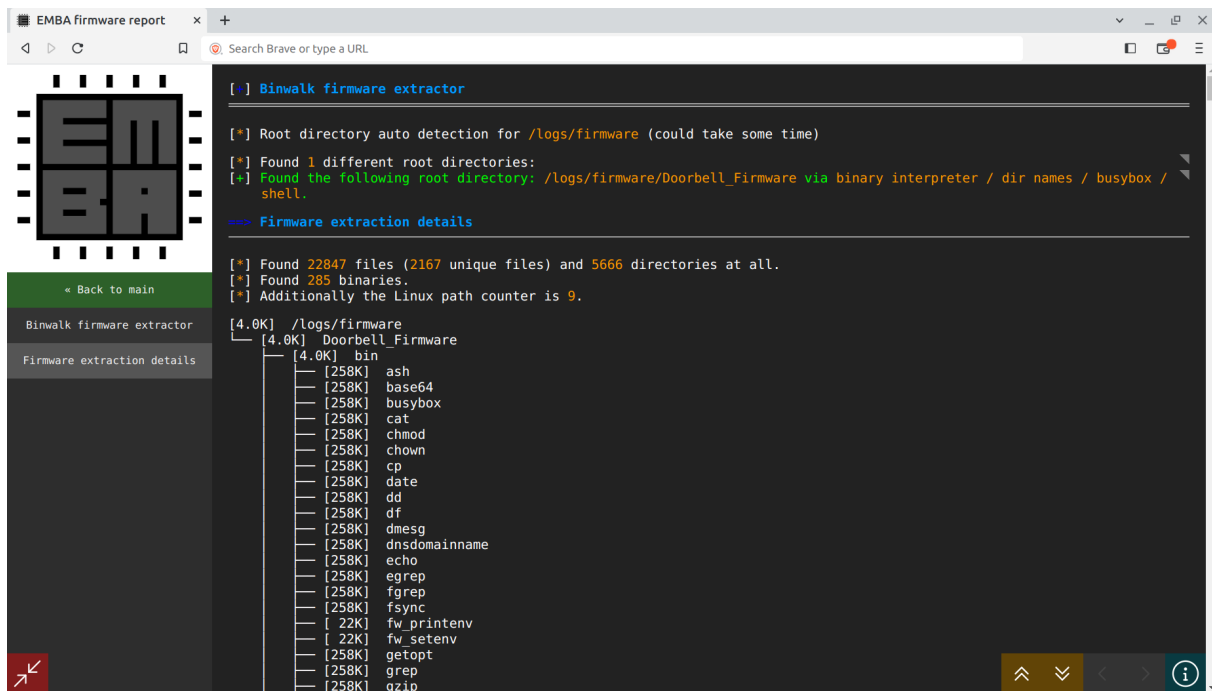 EMBA firmware report × +
Search Brave or type a URL
EM
BA
« Back to main
Binwalk firmware extractor
Firmware extraction details
[+] Binwalk firmware extractor
[*] Root directory auto detection for /logs/firmware (could take some time)
[*] Found 1 different root directories:
[+] Found the following root directory: /logs/firmware/Doorbell_Firmware via binary interpreter / dir names / busybox /
shell.
==> Firmware extraction details
[*] Found 22847 files (2167 unique files) and 5666 directories at all.
[*] Found 285 binaries.
[*] Additionally the Linux path counter is 9.
[4.0K]  /logs/firmware
└── [4.0K]  Doorbell_Firmware
├── [4.0K]  bin
├── [258K]  ash
├── [258K]  base64
├── [258K]  busybox
├── [258K]  cat
├── [258K]  chmod
├── [258K]  chown
├── [258K]  cp
├── [258K]  date
├── [258K]  dd
├── [258K]  df
├── [258K]  dmesg
├── [258K]  dnsdomainname
├── [258K]  echo
├── [258K]  egrep
├── [258K]  fgrep
├── [258K]  fsync
├── [ 22K]  fw_printenv
├── [ 22K]  fw_setenv
├── [258K]  getopt
├── [258K]  grep
├── [258K]  gzip